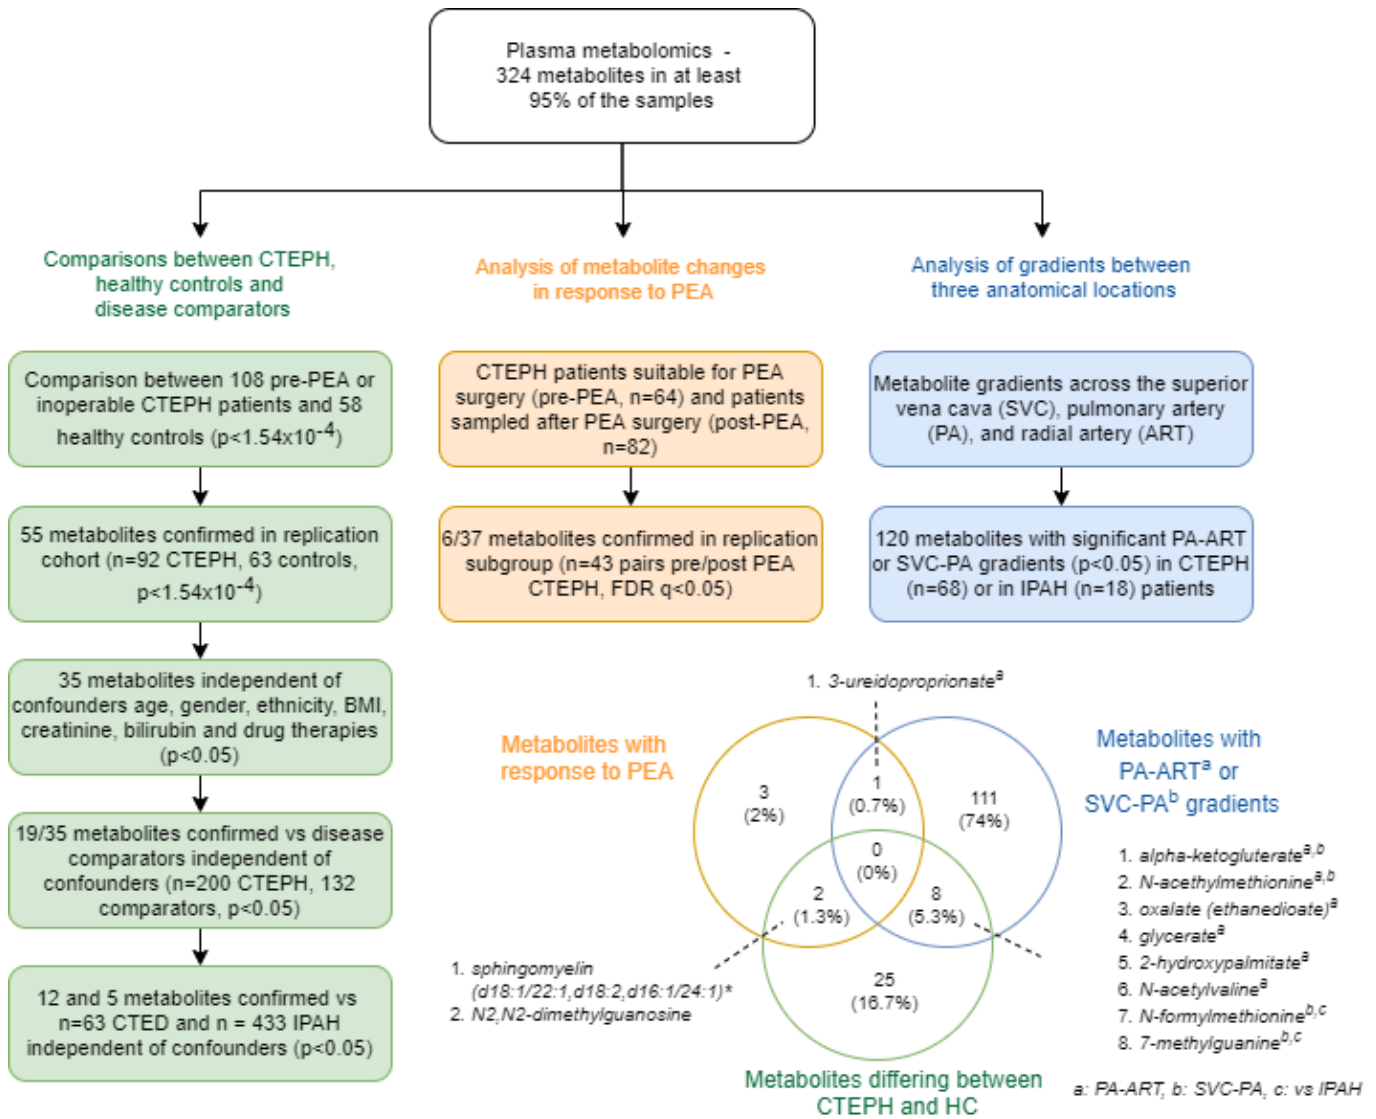 Plasma metabolomics -
324 metabolites in at least
95% of the samples
Comparisons between CTEPH,
healthy controls and
disease comparators
Analysis of metabolite changes
in response to PEA
Analysis of gradients between
three anatomical locations
Comparison between 108 pre-PEA or
inoperable CTEPH patients and 58
healthy controls (p<1.54x10-4)
CTEPH patients suitable for PEA
surgery (pre-PEA, n=64) and patients
sampled after PEA surgery (post-PEA,
n=82)
Metabolite gradients across the superior
vena cava (SVC), pulmonary artery
(PA), and radial artery (ART)
55 metabolites confirmed in replication
cohort (n=92 CTEPH, 63 controls,
p<1.54x10-4)
6/37 metabolites confirmed in replication
subgroup (n=43 pairs pre/post PEA
CTEPH, FDR q<0.05)
120 metabolites with significant PA-ART
or SVC-PA gradients (p<0.05) in CTEPH
(n=68) or in IPAH (n=18) patients
35 metabolites independent of
confounders age, gender, ethnicity, BMI,
creatinine, bilirubin and drug therapies
(p<0.05)
19/35 metabolites confirmed vs disease
comparators independent of
confounders (n=200 CTEPH, 132
comparators, p<0.05)
12 and 5 metabolites confirmed vs
n=63 CTED and n = 433 IPAH
independent of confounders (p<0.05)
1. 3-ureidoproprionatea
Metabolites with
response to PEA
Metabolites with
PA-ARTa or
SVC-PAb gradients
3
(2%)
1
(0.7%)
111
(74%)
0
(0%)
2
(1.3%)
8
(5.3%)
25
(16.7%)
1. sphingomyelin
(d18:1/22:1,d18:2,d16:1/24:1)*
2. N2,N2-dimethylguanosine
1. alpha-ketogluteratea,b
2. N-acethylmethioninea,b
3. oxalate (ethanedioate)a
4. glyceratea
5. 2-hydroxypalmitatea
6. N-acetylvalinea
7. N-formylmethionineb,c
8. 7-methylguanineb,c
Metabolites differing between
CTEPH and HC
a: PA-ART, b: SVC-PA, c: vs IPAH